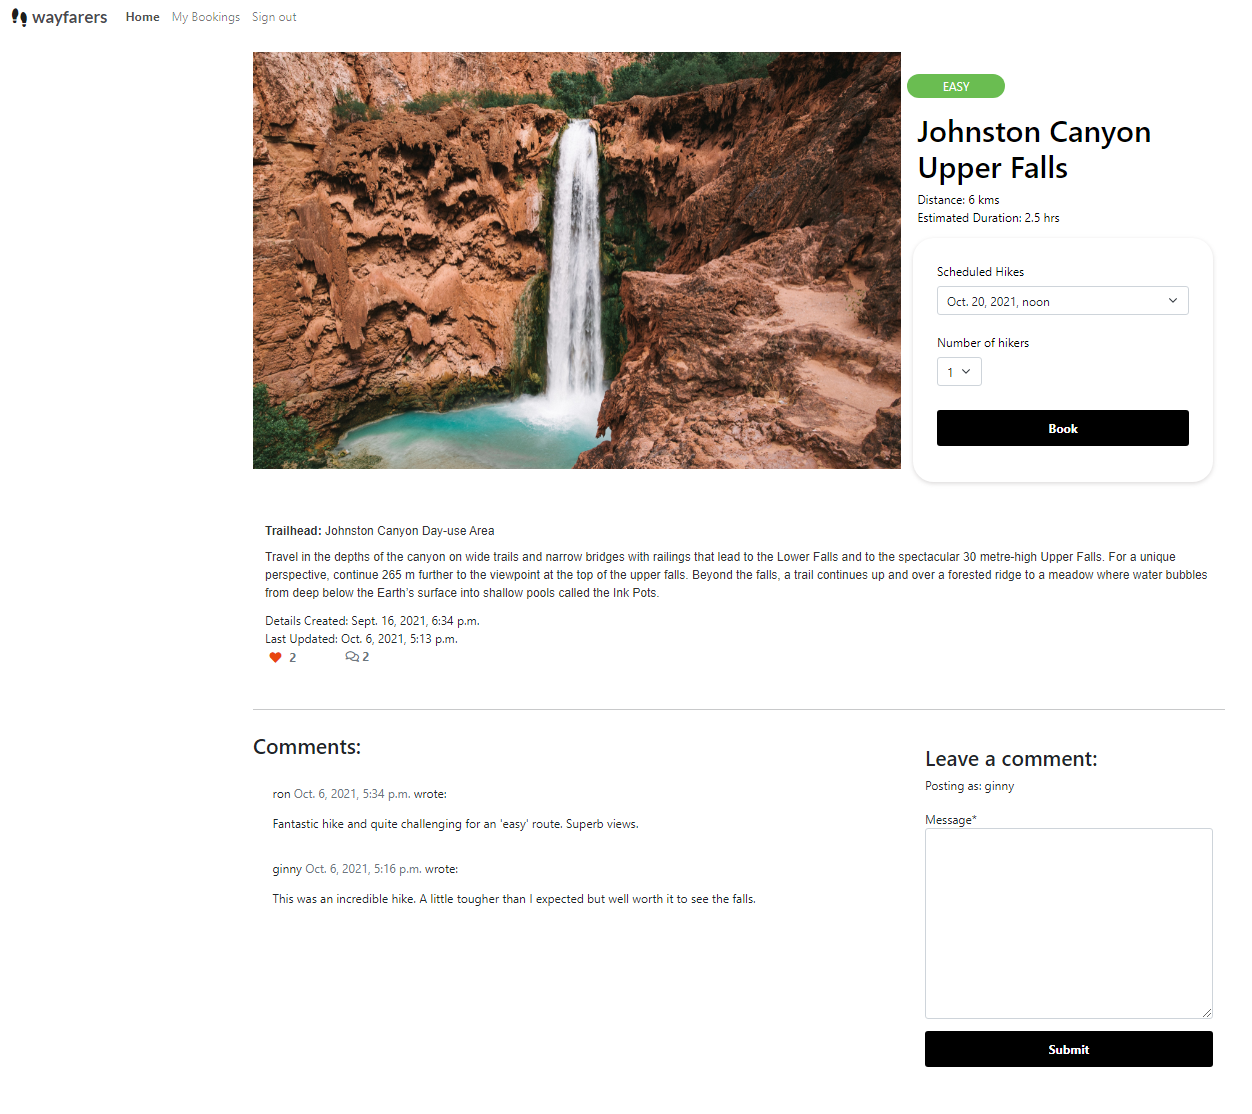 wayfarers Home My Bookings Sign out
EASY
Johnston Canyon
Upper Falls
Distance: 6 kms
Estimated Duration: 2.5 hrs
Scheduled Hikes
Oct. 20, 2021, noon
Number of hikers
1
Book
Trailhead: Johnston Canyon Day-use Area
Travel in the depths of the canyon on wide trails and narrow bridges with railings that lead to the Lower Falls and to the spectacular 30 metre-high Upper Falls. For a unique
perspective, continue 265 m further to the viewpoint at the top of the upper falls. Beyond the falls, a trail continues up and over a forested ridge to a meadow where water bubbles
from deep below the Earth's surface into shallow pools called the Ink Pots.
Details Created: Sept. 16, 2021, 6:34 p.m.
Last Updated: Oct. 6, 2021, 5:13 p.m.
2 2
Comments:
ron Oct. 6, 2021, 5:34 p.m. wrote:
Fantastic hike and quite challenging for an 'easy' route. Superb views.
ginny Oct. 6, 2021, 5:16 p.m. wrote:
This was an incredible hike. A little tougher than I expected but well worth it to see the falls.
Leave a comment:
Posting as: ginny
Message*
Submit